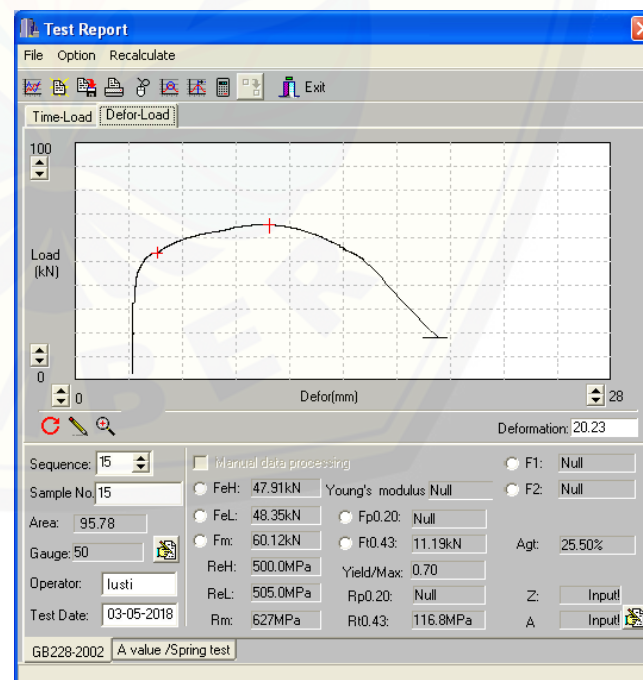 Test Report
File Option Recalculate
Exit
Time-Load Defor-Load
100
Load
(kN)
0
0 Defor(mm) 28
Deformation: 20.23
Sequence: 15
Manual data processing
F1: Null
Sample No. 15
FeH: 47.91kN
Young's modulus Null
F2: Null
Area: 95.78
FeL: 48.35kN
Fp0.20: Null
Gauge: 50
Fm: 60.12kN
Ft0.43: 11.19kN
Agt: 25.50%
ReH: 500.0MPa
Yield/Max: 0.70
Operator: lusti
ReL: 505.0MPa
Rp0.20: Null
Z: Input!
Test Date: 03-05-2018
Rm: 627MPa
Rt0.43: 116.8MPa
A Input!
GB228-2002 A value /Spring test